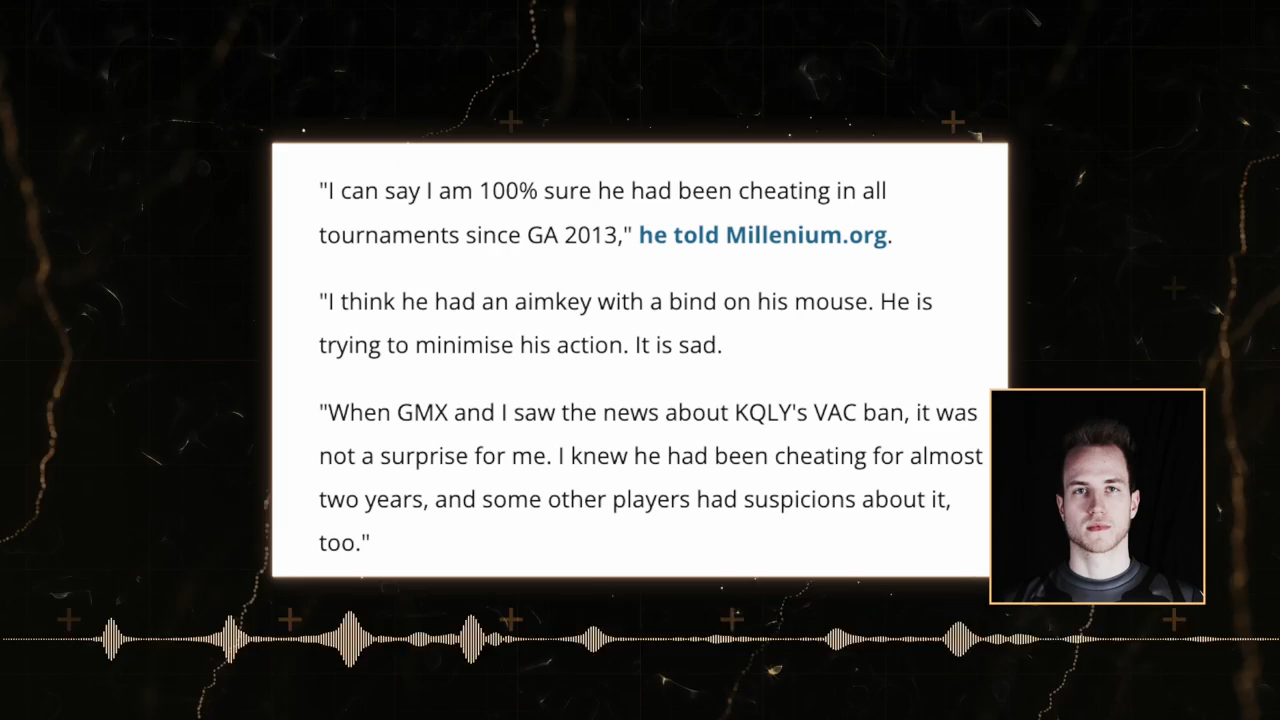 "I can say I am 100% sure he had been cheating in all
tournaments since GA 2013," he told Millenium.org.
"I think he had an aimkey with a bind on his mouse. He is
trying to minimise his action. It is sad.
"When GMX and I saw the news about KQLY's VAC ban, it was
not a surprise for me. I knew he had been cheating for almost
two years, and some other players had suspicions about it,
too."